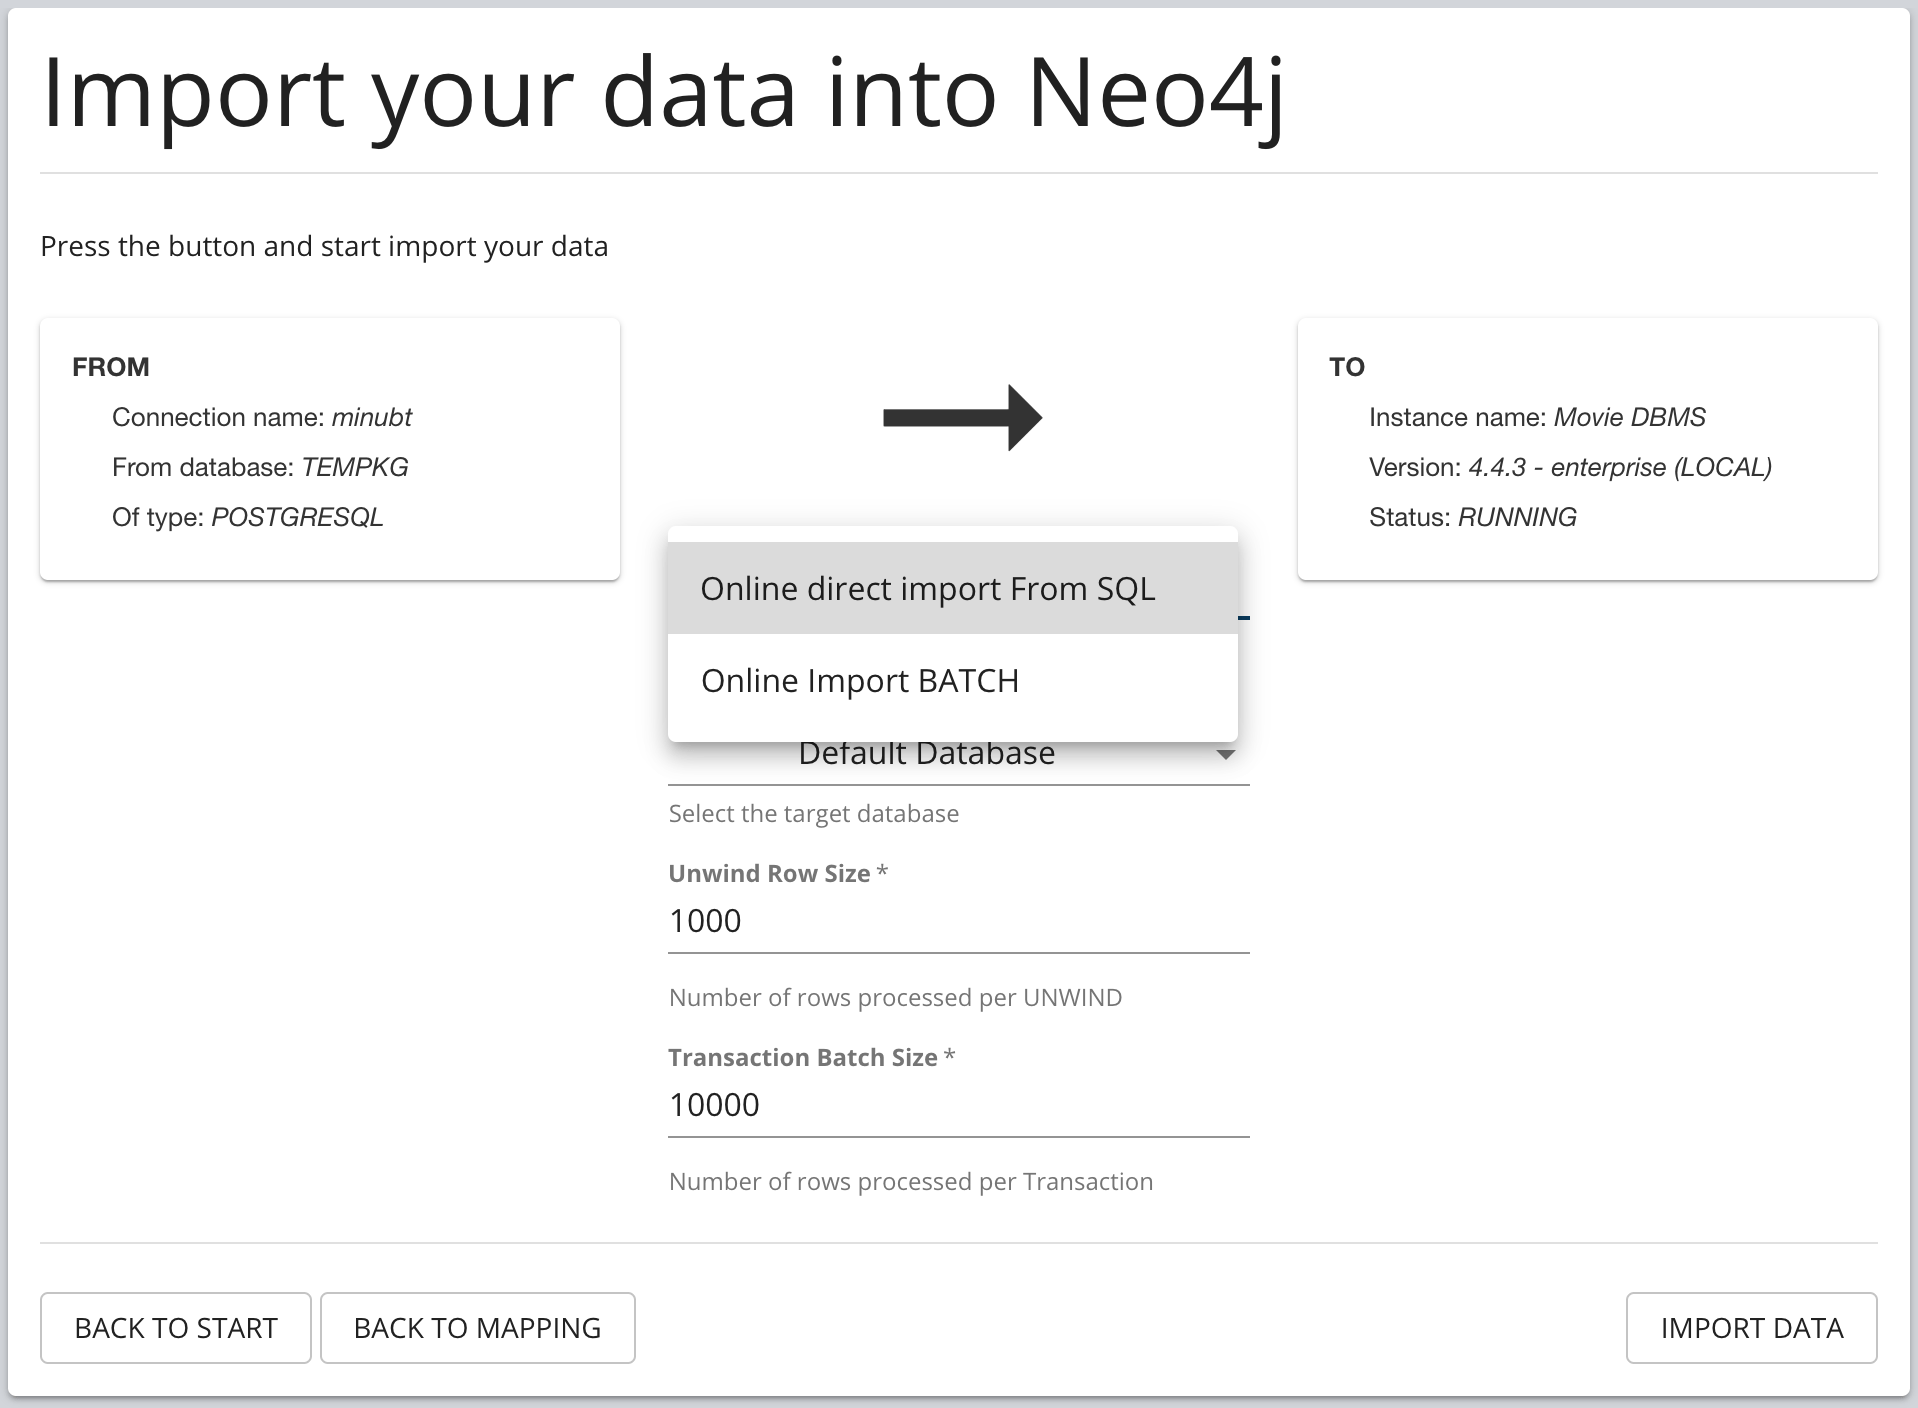 Import your data into Neo4j
Press the button and start import your data
FROM
Connection name: minubt
From database: TEMPKG
Of type: POSTGRESQL
TO
Instance name: Movie DBMS
Version: 4.4.3 - enterprise (LOCAL)
Status: RUNNING
Online direct import From SQL
Online Import BATCH
Default Database
Select the target database
Unwind Row Size *
1000
Number of rows processed per UNWIND
Transaction Batch Size *
10000
Number of rows processed per Transaction
BACK TO START
BACK TO MAPPING
IMPORT DATA